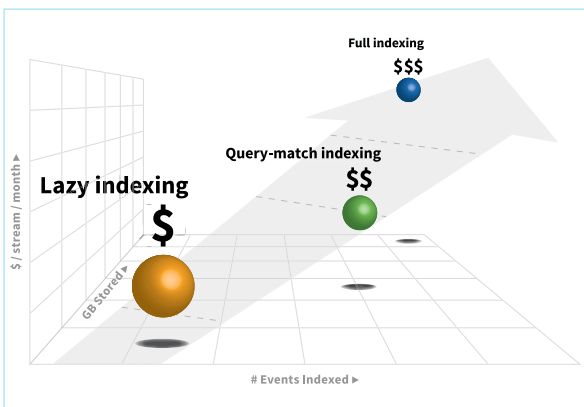 Full indexing
$$$
Query-match indexing
$$
Lazy indexing
$
$ / stream / month ▶
GB Stored ▶
# Events Indexed ▶